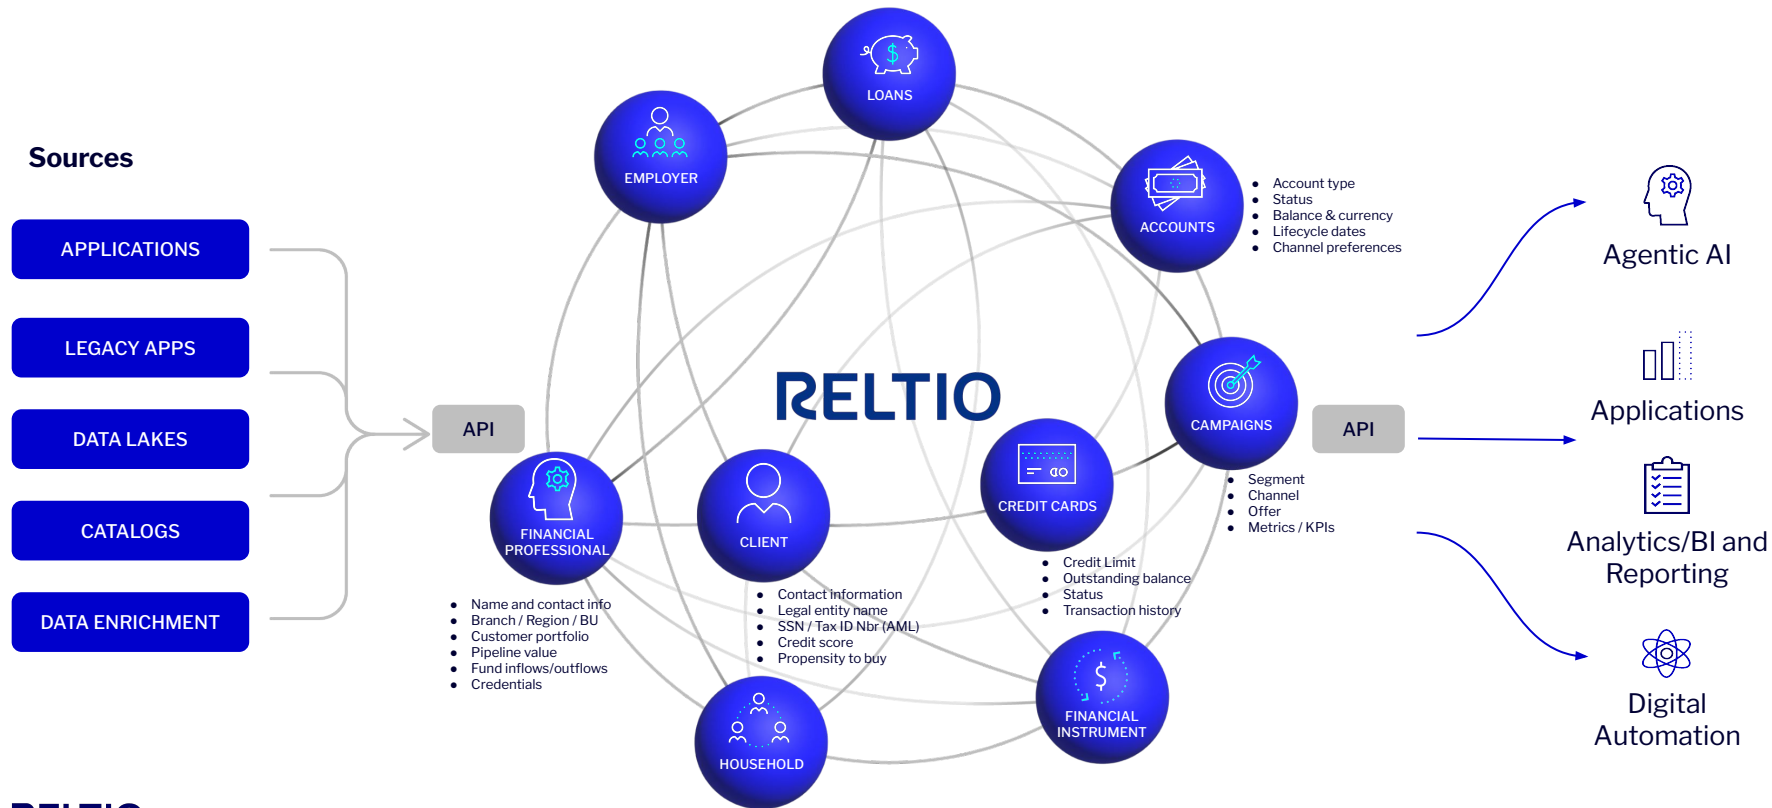 Sources
APPLICATIONS
LEGACY APPS
DATA LAKES
CATALOGS
DATA ENRICHMENT
API
LOANS
EMPLOYER
ACCOUNTS
● Account type
● Status
● Balance & currency
● Lifecycle dates
● Channel preferences
RELTIO
CAMPAIGNS
● Segment
● Channel
● Offer
● Metrics / KPIs
CREDIT CARDS
● Credit Limit
● Outstanding balance
● Status
● Transaction history
FINANCIAL
PROFESSIONAL
● Name and contact info
● Branch / Region / BU
● Customer portfolio
● Pipeline value
● Fund inflows/outflows
● Credentials
CLIENT
● Contact information
● Legal entity name
● SSN / Tax ID Nbr (AML)
● Credit score
● Propensity to buy
HOUSEHOLD
$
FINANCIAL
INSTRUMENT
API
Agentic AI
Applications
Analytics/BI and
Reporting
Digital
Automation
RELTIO